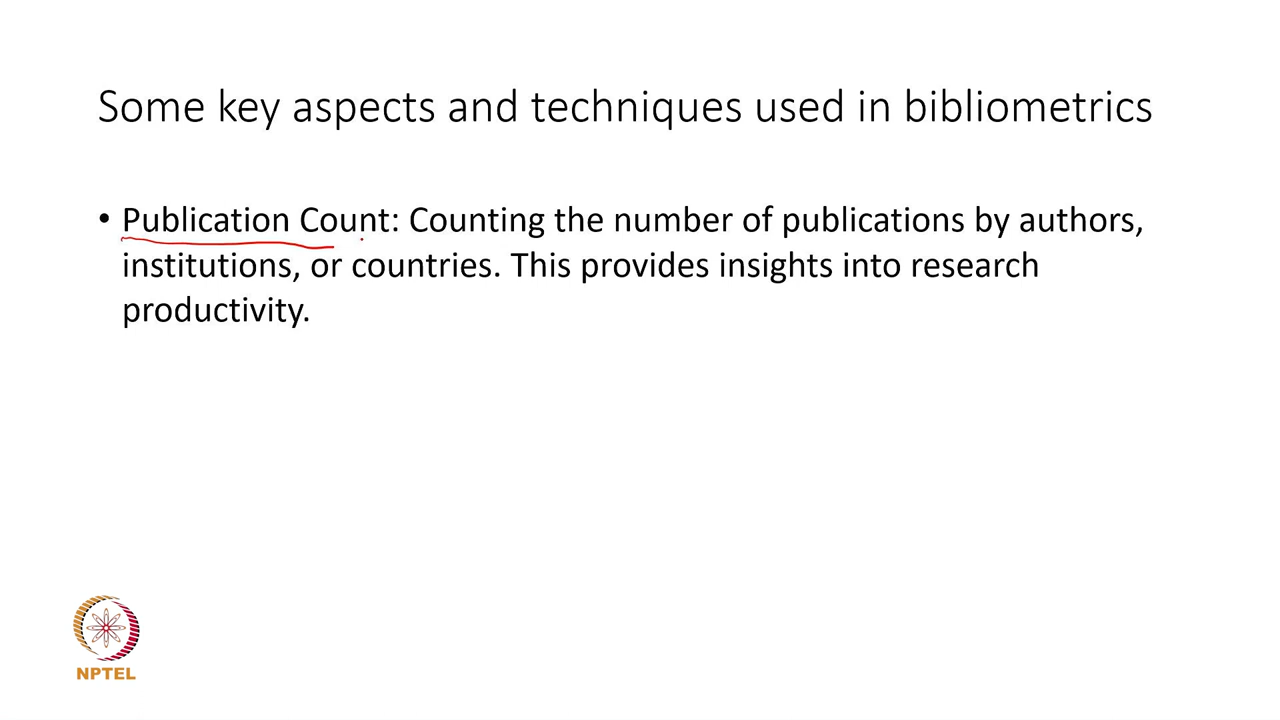 Some key aspects and techniques used in bibliometrics
• Publication Count: Counting the number of publications by authors,
institutions, or countries. This provides insights into research
productivity.
NPTEL